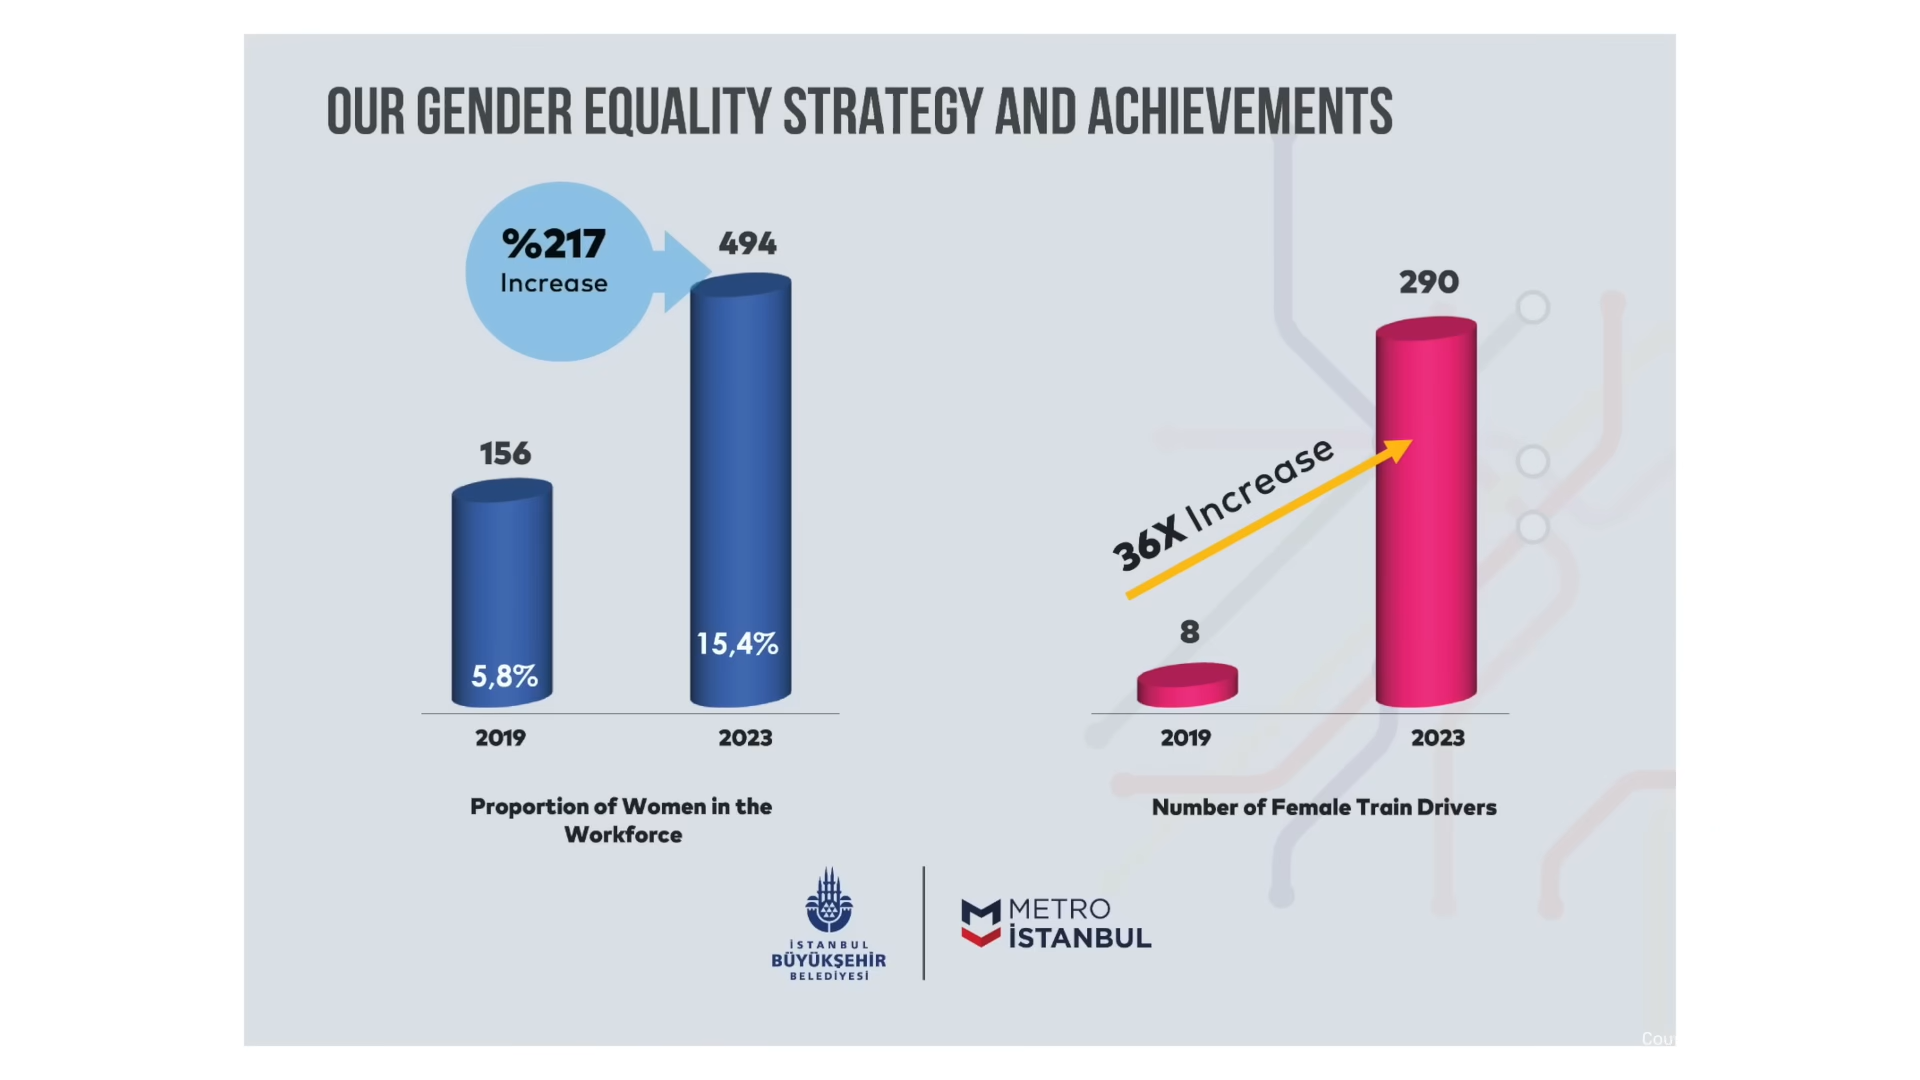 OUR GENDER EQUALITY STRATEGY AND ACHIEVEMENTS
%217
Increase
494
156
15,4%
5,8%
2019
2023
Proportion of Women in the
Workforce
290
36X Increase
8
2019
2023
Number of Female Train Drivers
İSTANBUL
BÜYÜKŞEHİR
BELEDİYESİ
METRO
İSTANBUL